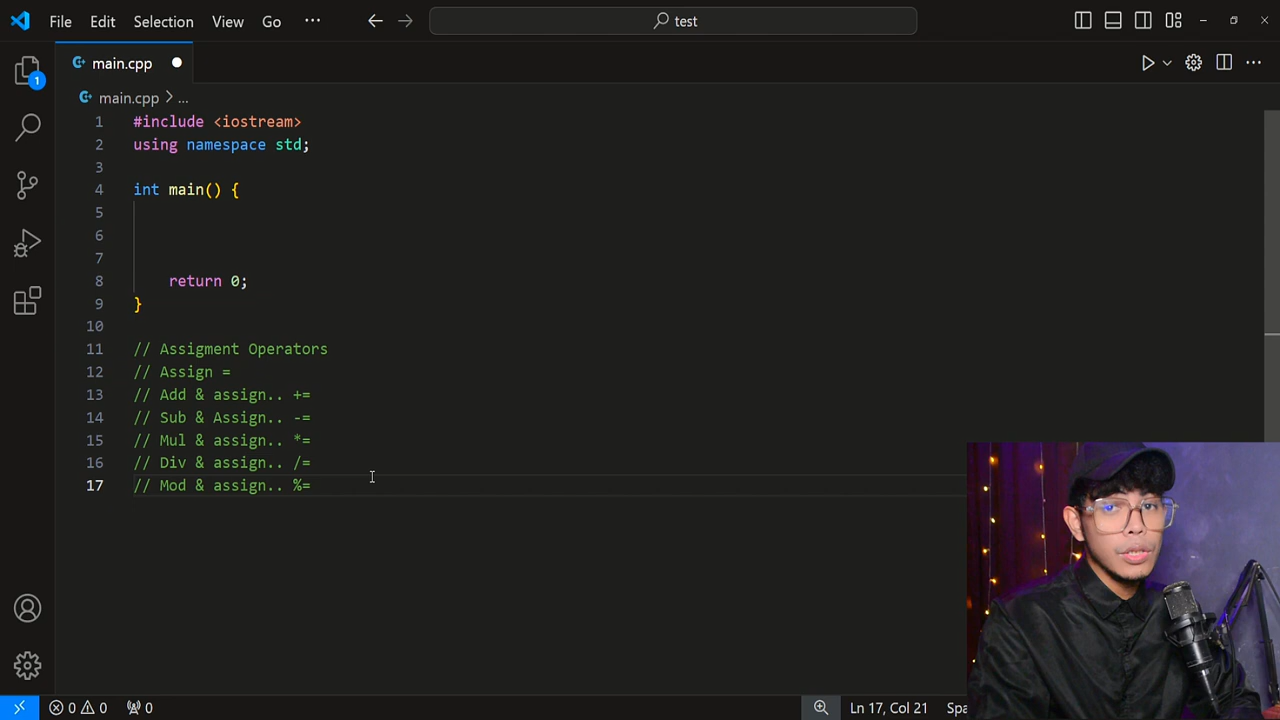 File Edit Selection View Go ··· test
main.cpp
1
main.cpp > ...
1 #include <iostream>
2 using namespace std;
3
4 int main() {
5
6
7
8 return 0;
9 }
10
11 // Assigment Operators
12 // Assign =
13 // Add & assign.. +=
14 // Sub & Assign.. -=
15 // Mul & assign.. *=
16 // Div & assign.. /=
17 // Mod & assign.. %=
0 0 0 Ln 17, Col 21